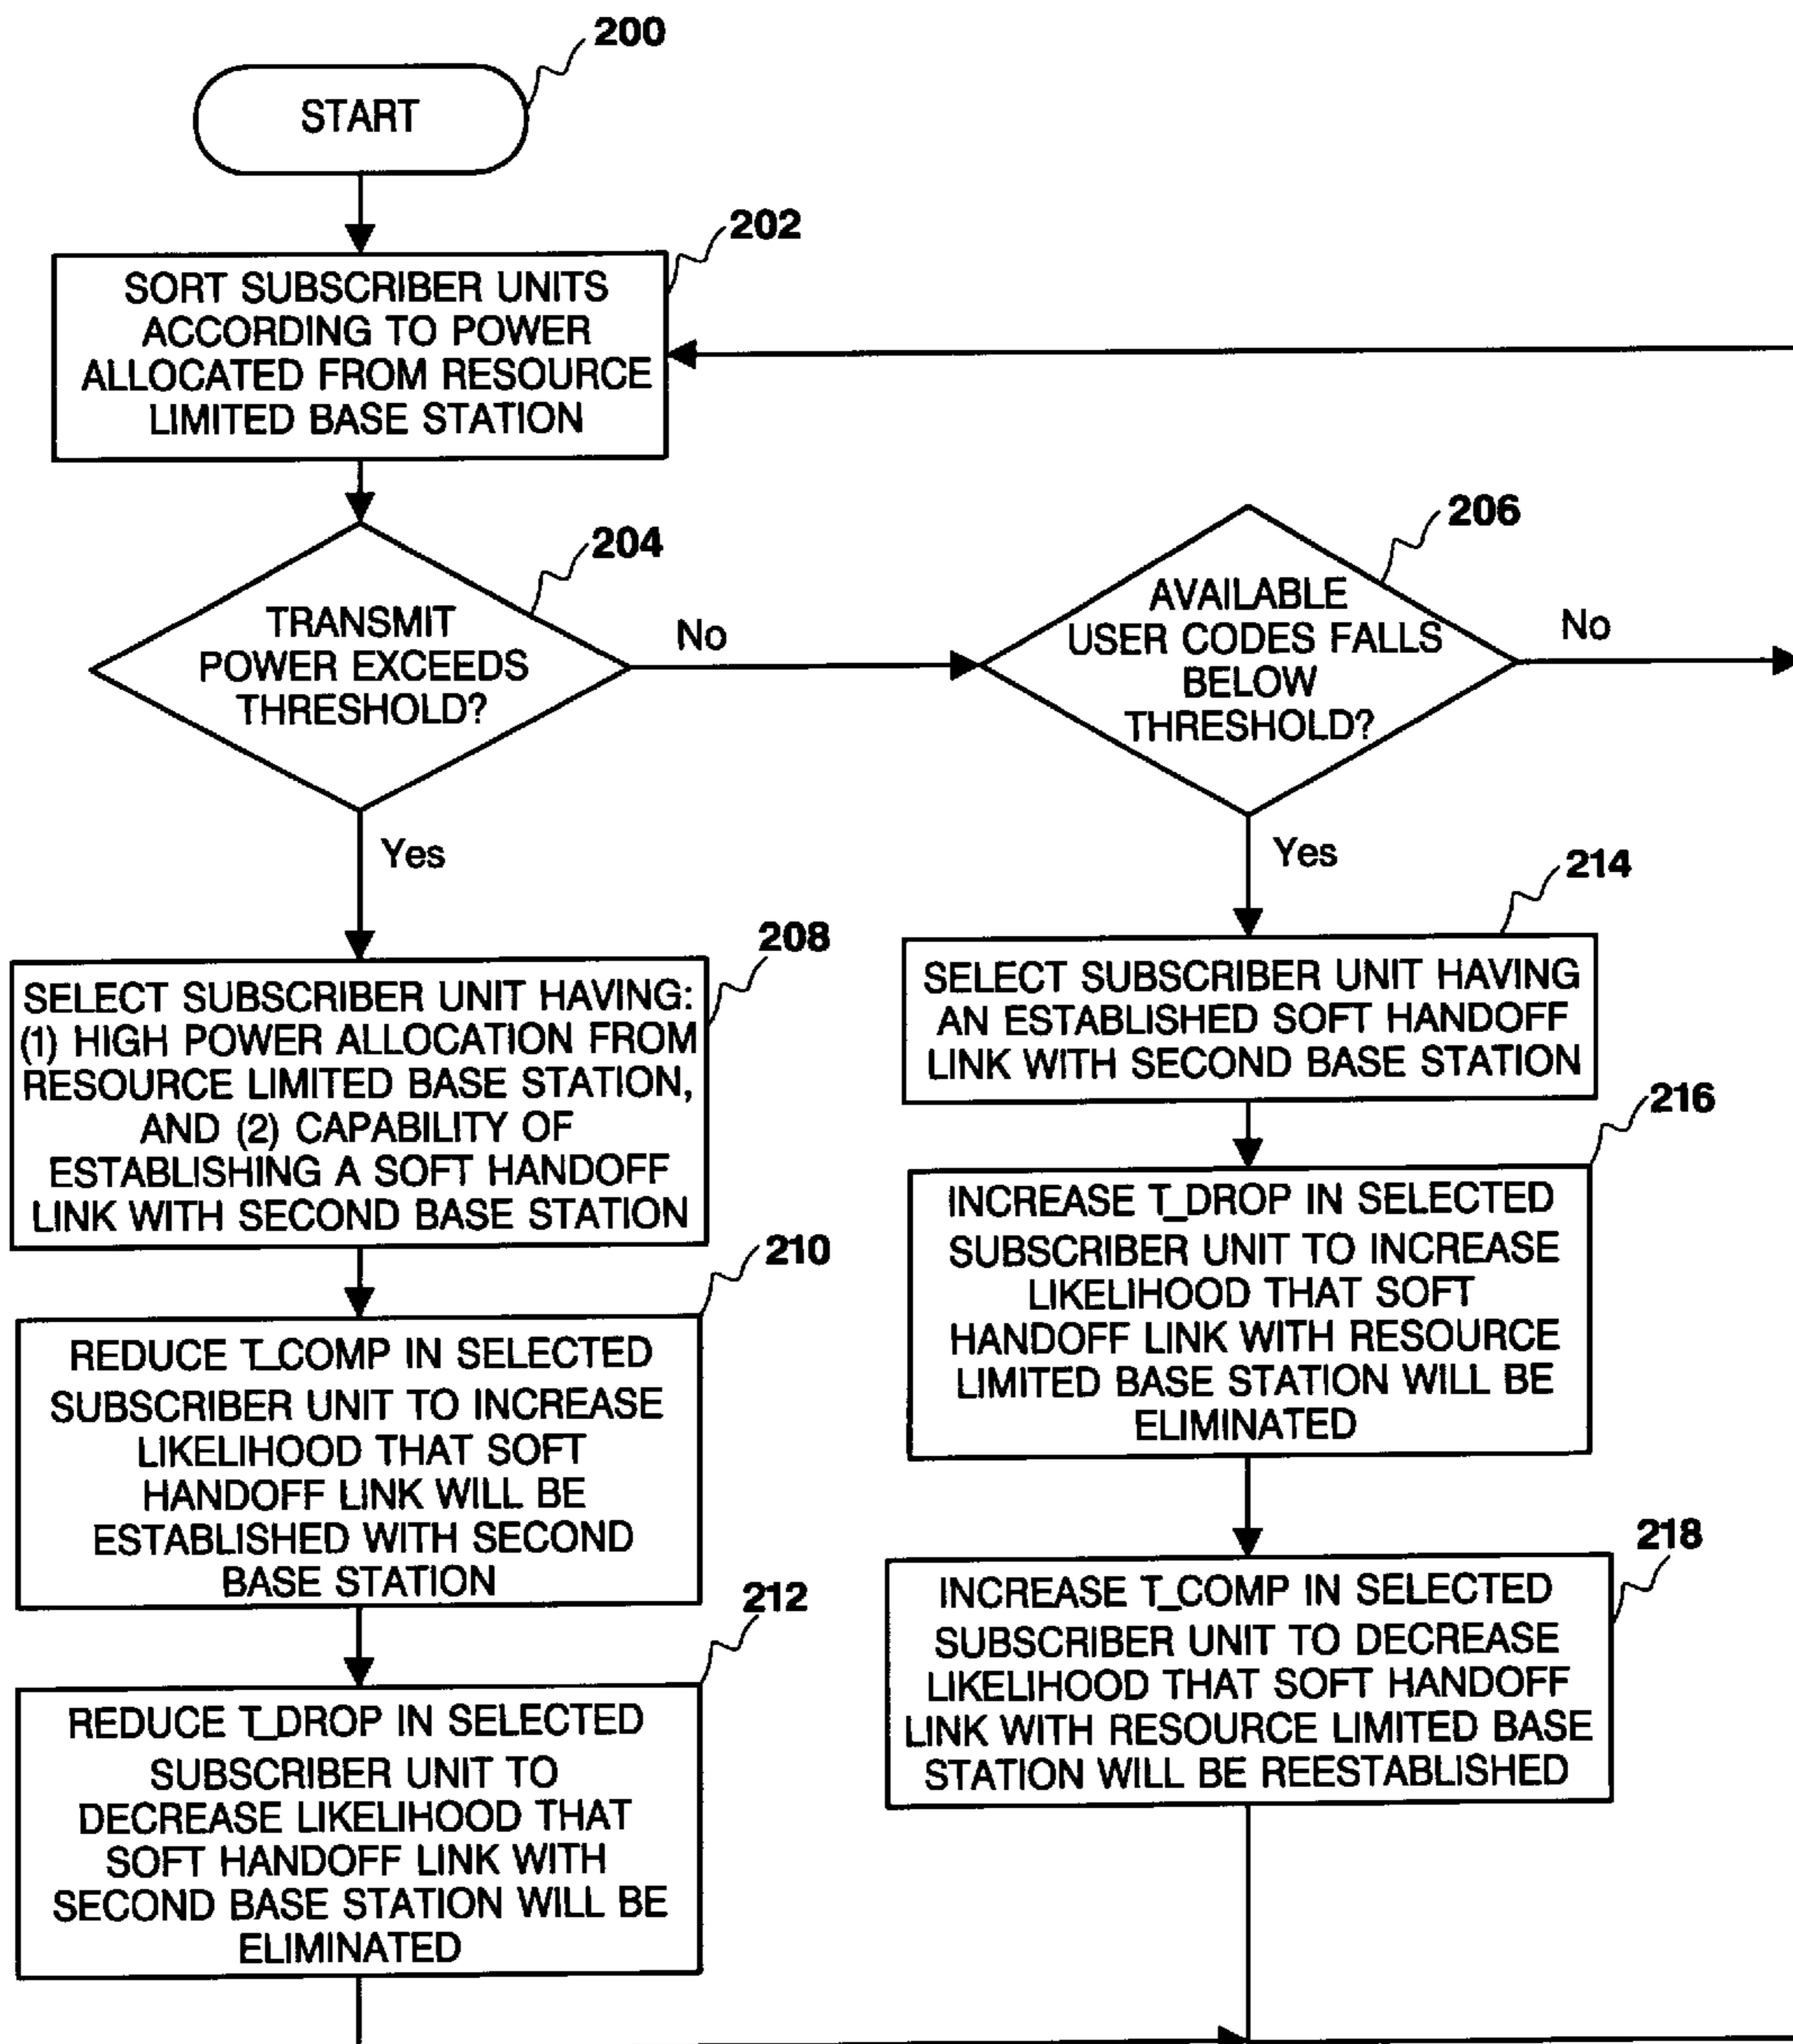 200
START
202
SORT SUBSCRIBER UNITS
ACCORDING TO POWER
ALLOCATED FROM RESOURCE
LIMITED BASE STATION
204
TRANSMIT
POWER EXCEEDS
THRESHOLD?
No
Yes
206
AVAILABLE
USER CODES FALLS
BELOW
THRESHOLD?
No
Yes
208
SELECT SUBSCRIBER UNIT HAVING:
(1) HIGH POWER ALLOCATION FROM
RESOURCE LIMITED BASE STATION,
AND (2) CAPABILITY OF
ESTABLISHING A SOFT HANDOFF
LINK WITH SECOND BASE STATION
210
REDUCE T_COMP IN SELECTED
SUBSCRIBER UNIT TO INCREASE
LIKELIHOOD THAT SOFT
HANDOFF LINK WILL BE
ESTABLISHED WITH SECOND
BASE STATION
212
REDUCE T_DROP IN SELECTED
SUBSCRIBER UNIT TO
DECREASE LIKELIHOOD THAT
SOFT HANDOFF LINK WITH
SECOND BASE STATION WILL BE
ELIMINATED
214
SELECT SUBSCRIBER UNIT HAVING
AN ESTABLISHED SOFT HANDOFF
LINK WITH SECOND BASE STATION
216
INCREASE T_DROP IN SELECTED
SUBSCRIBER UNIT TO INCREASE
LIKELIHOOD THAT SOFT
HANDOFF LINK WITH RESOURCE
LIMITED BASE STATION WILL BE
ELIMINATED
218
INCREASE T_COMP IN SELECTED
SUBSCRIBER UNIT TO DECREASE
LIKELIHOOD THAT SOFT HANDOFF
LINK WITH RESOURCE LIMITED BASE
STATION WILL BE REESTABLISHED